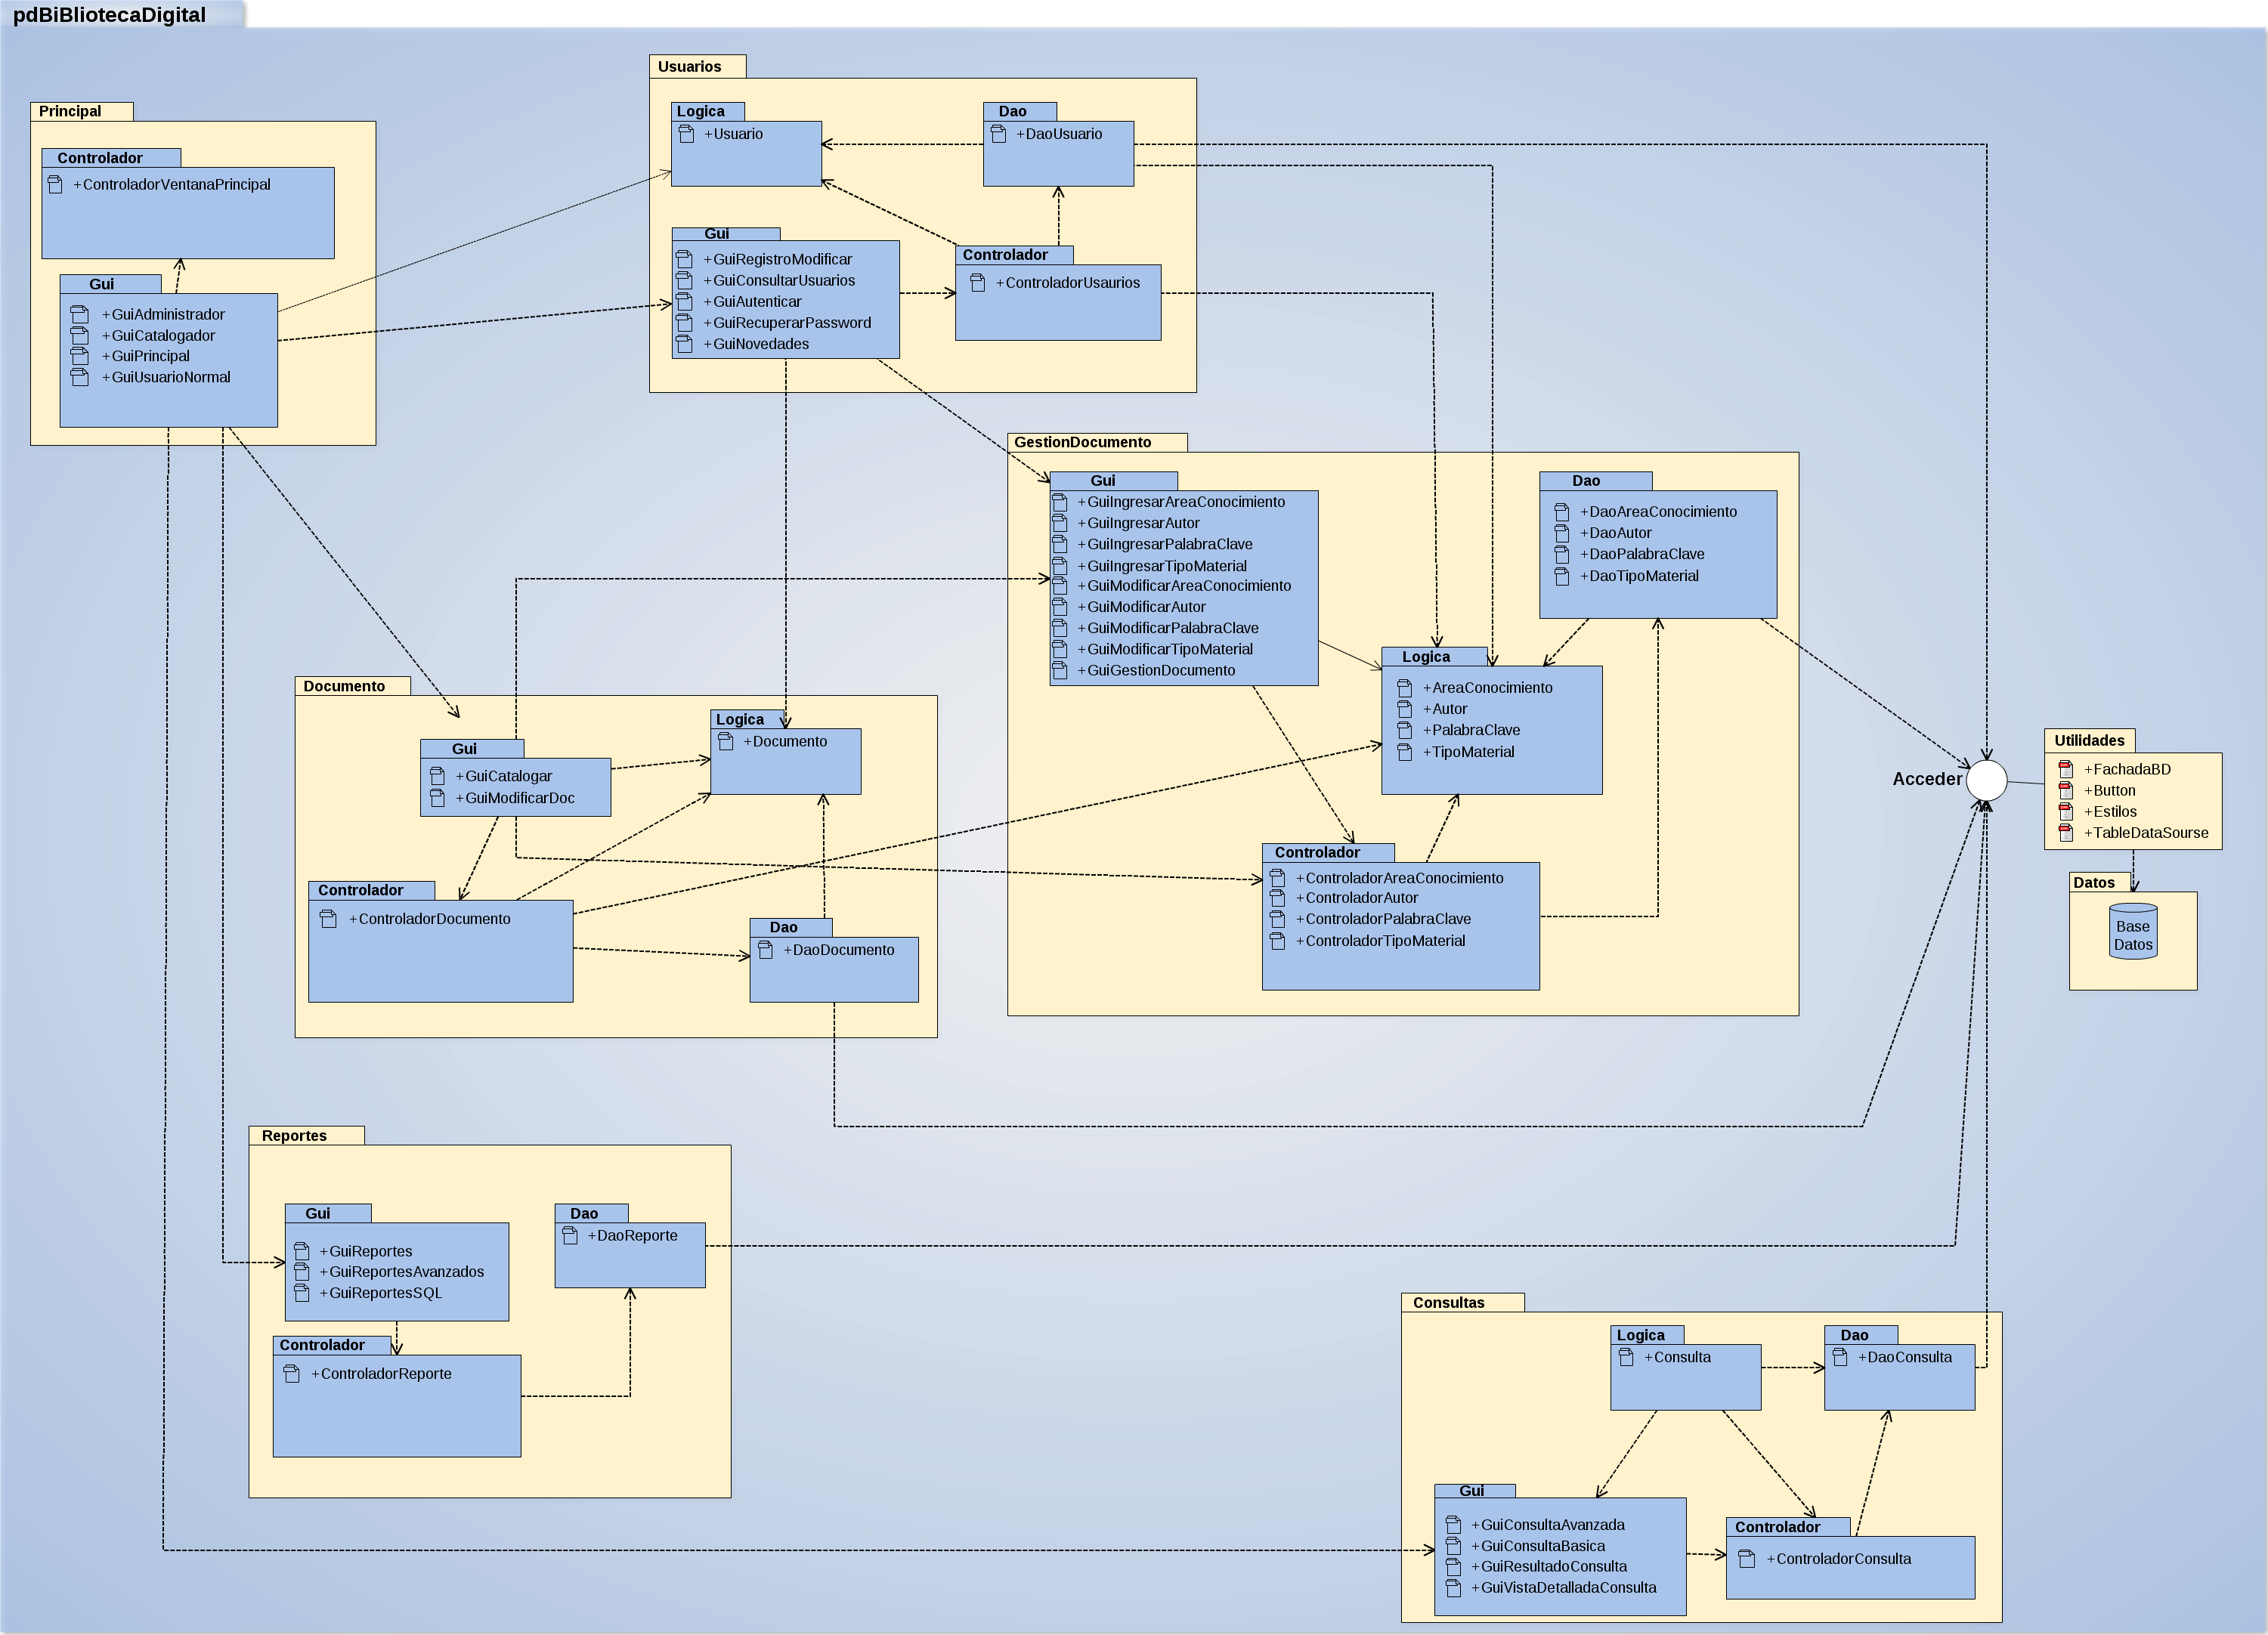 pdBiBliotecaDigital
Principal
Controlador
+ControladorVentanaPrincipal
Gui
+GuiAdministrador
+GuiCatalogador
+GuiPrincipal
+GuiUsuarioNormal
Usuarios
Logica
+Usuario
Dao
+DaoUsuario
Gui
+GuiRegistroModificar
+GuiConsultarUsuarios
+GuiAutenticar
+GuiRecuperarPassword
+GuiNovedades
Controlador
+ControladorUsaurios
GestionDocumento
Gui
+GuiIngresarAreaConocimiento
+GuiIngresarAutor
+GuiIngresarPalabraClave
+GuiIngresarTipoMaterial
+GuiModificarAreaConocimiento
+GuiModificarAutor
+GuiModificarPalabraClave
+GuiModificarTipoMaterial
+GuiGestionDocumento
Dao
+DaoAreaConocimiento
+DaoAutor
+DaoPalabraClave
+DaoTipoMaterial
Logica
+AreaConocimiento
+Autor
+PalabraClave
+TipoMaterial
Controlador
+ControladorAreaConocimiento
+ControladorAutor
+ControladorPalabraClave
+ControladorTipoMaterial
Documento
Gui
+GuiCatalogar
+GuiModificarDoc
Logica
+Documento
Controlador
+ControladorDocumento
Dao
+DaoDocumento
Acceder
Utilidades
+FachadaBD
+Button
+Estilos
+TableDataSourse
Datos
Base
Datos
Reportes
Gui
+GuiReportes
+GuiReportesAvanzados
+GuiReportesSQL
Dao
+DaoReporte
Controlador
+ControladorReporte
Consultas
Logica
+Consulta
Dao
+DaoConsulta
Gui
+GuiConsultaAvanzada
+GuiConsultaBasica
+GuiResultadoConsulta
+GuiVistaDetalladaConsulta
Controlador
+ControladorConsulta